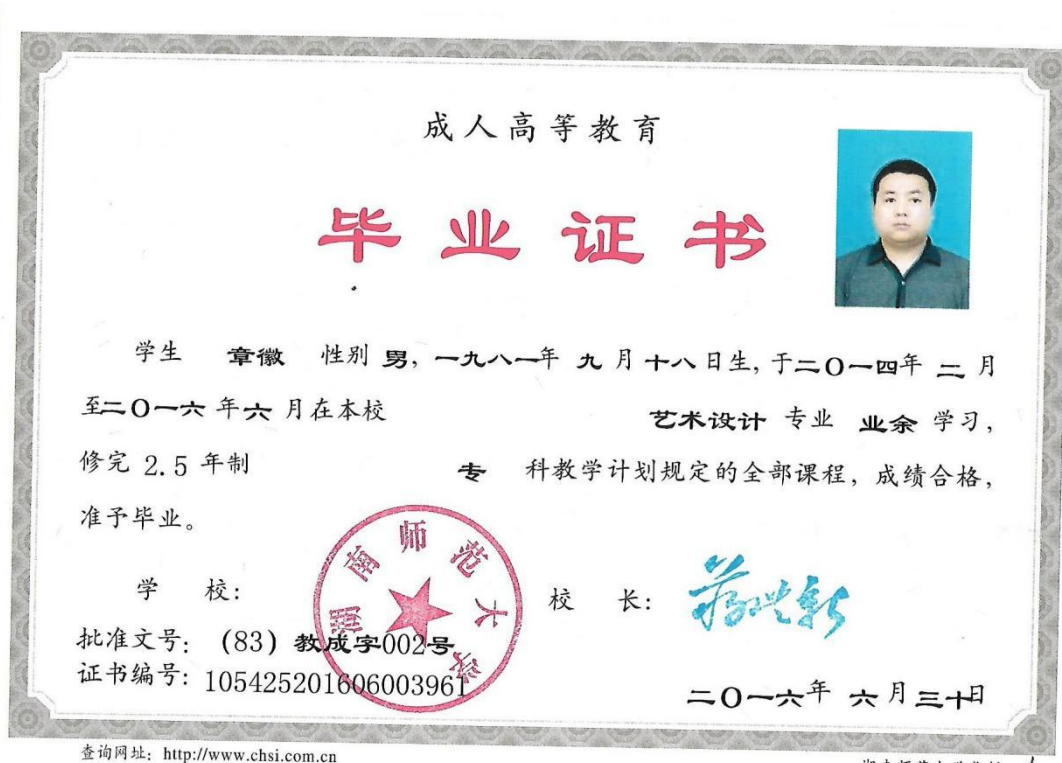 成人高等教育
毕业证书
学生 章徽 性别 男, 一九八一年 九 月 十八 日生, 于二〇一四年 二 月
至二〇一六 年 六 月在本校 艺术设计 专业 业余 学习,
修完 2.5 年制 专 科教学计划规定的全部课程, 成绩合格,
准予毕业。
湖南师范大学
学 校: 校 长:
批准文号: (83) 教成字002号
证书编号: 105425201606003961
二〇一六年 六 月 三十日
查询网址: http://www.chsi.com.cn